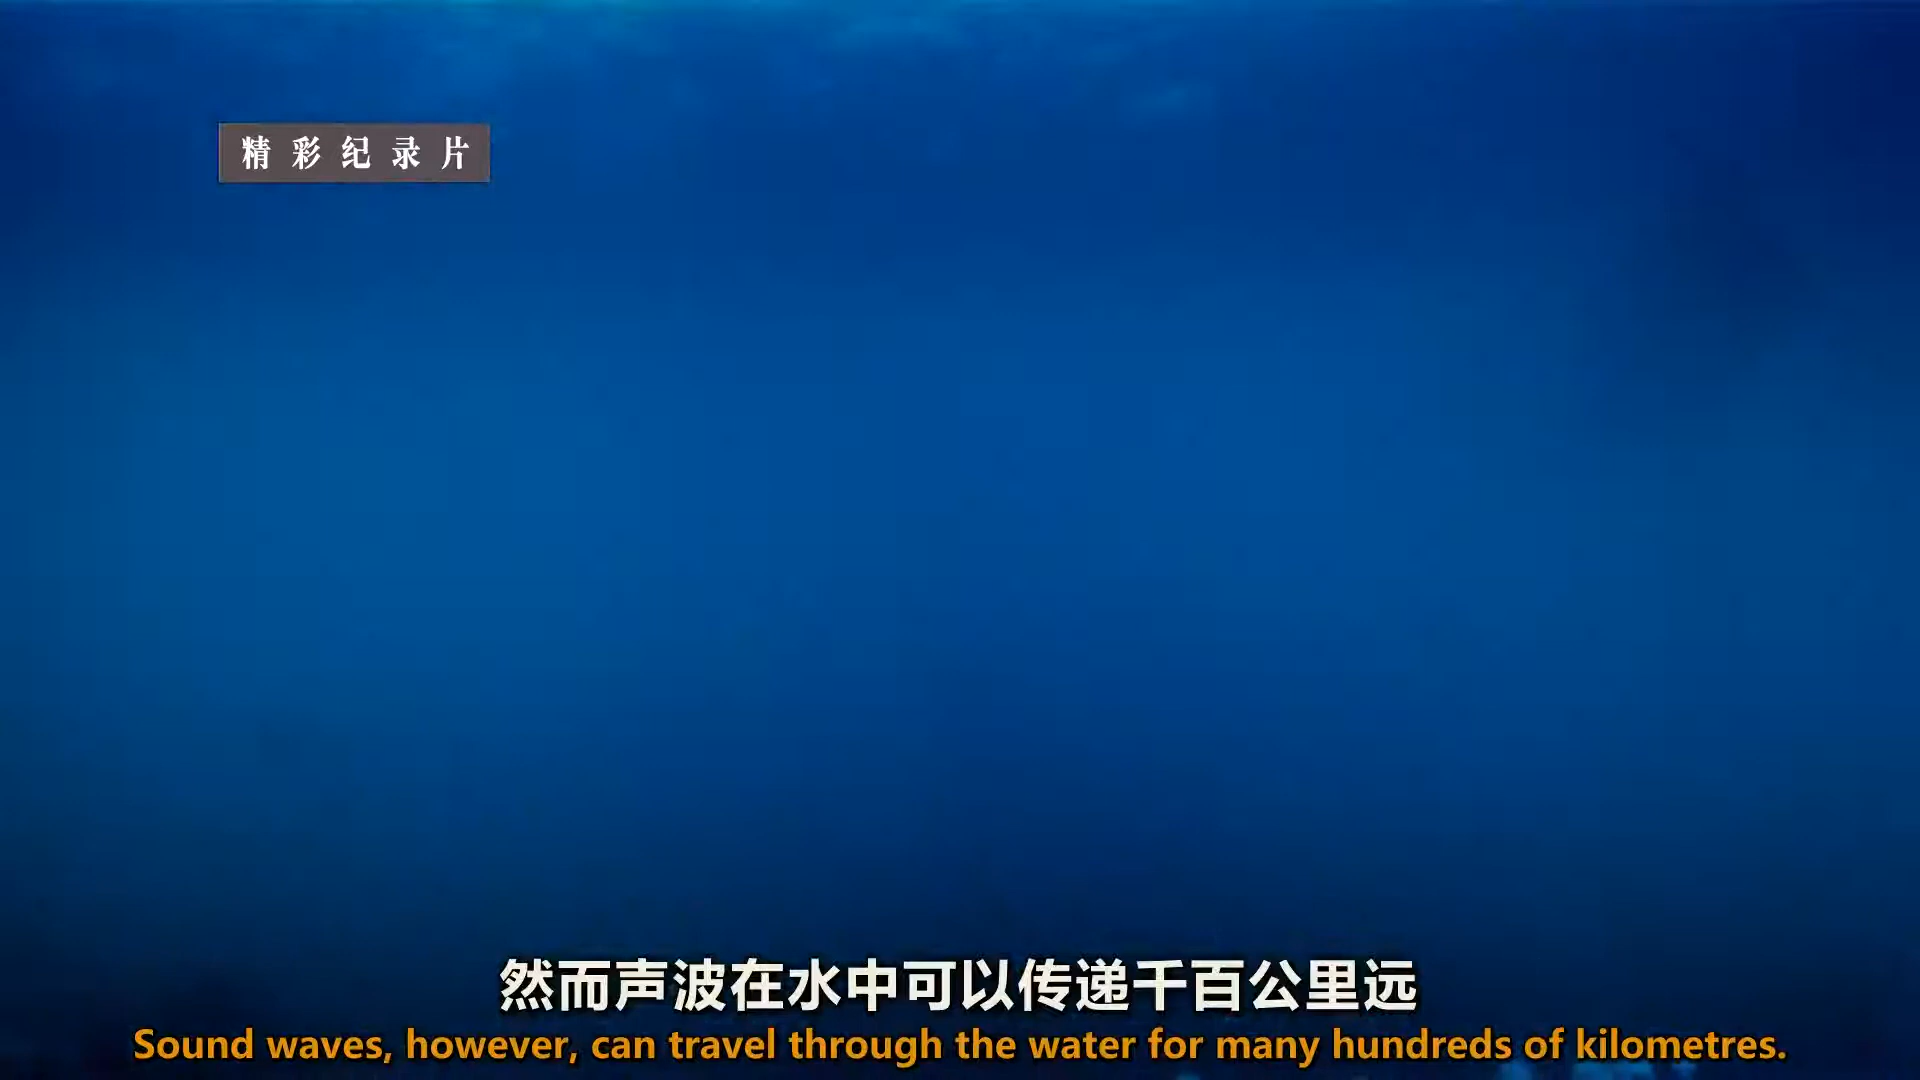 精彩纪录片
然而声波在水中可以传递千百公里远
Sound waves, however, can travel through the water for many hundreds of kilometres.